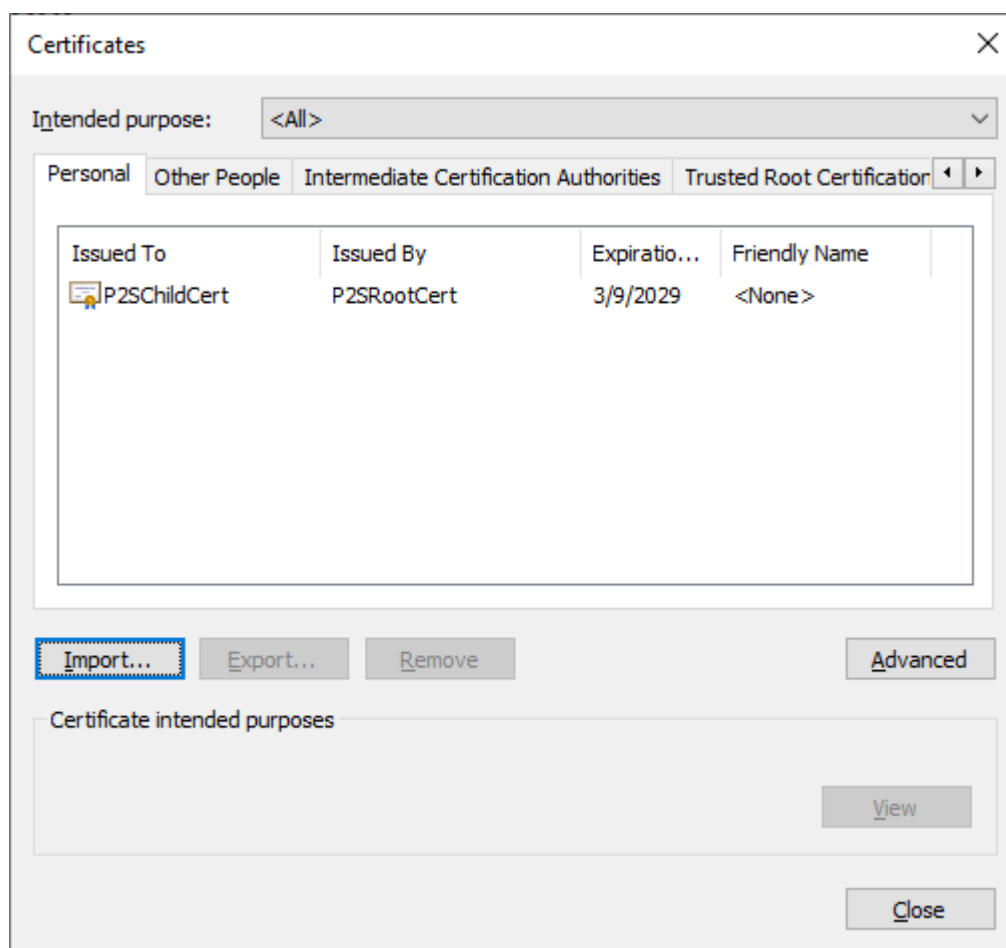 Certificates
Intended purpose: <All>
Personal Other People Intermediate Certification Authorities Trusted Root Certification
Issued To Issued By Expiratio... Friendly Name
P2SChildCert P2SRootCert 3/9/2029 <None>
Import... Export... Remove Advanced
Certificate intended purposes
View
Close